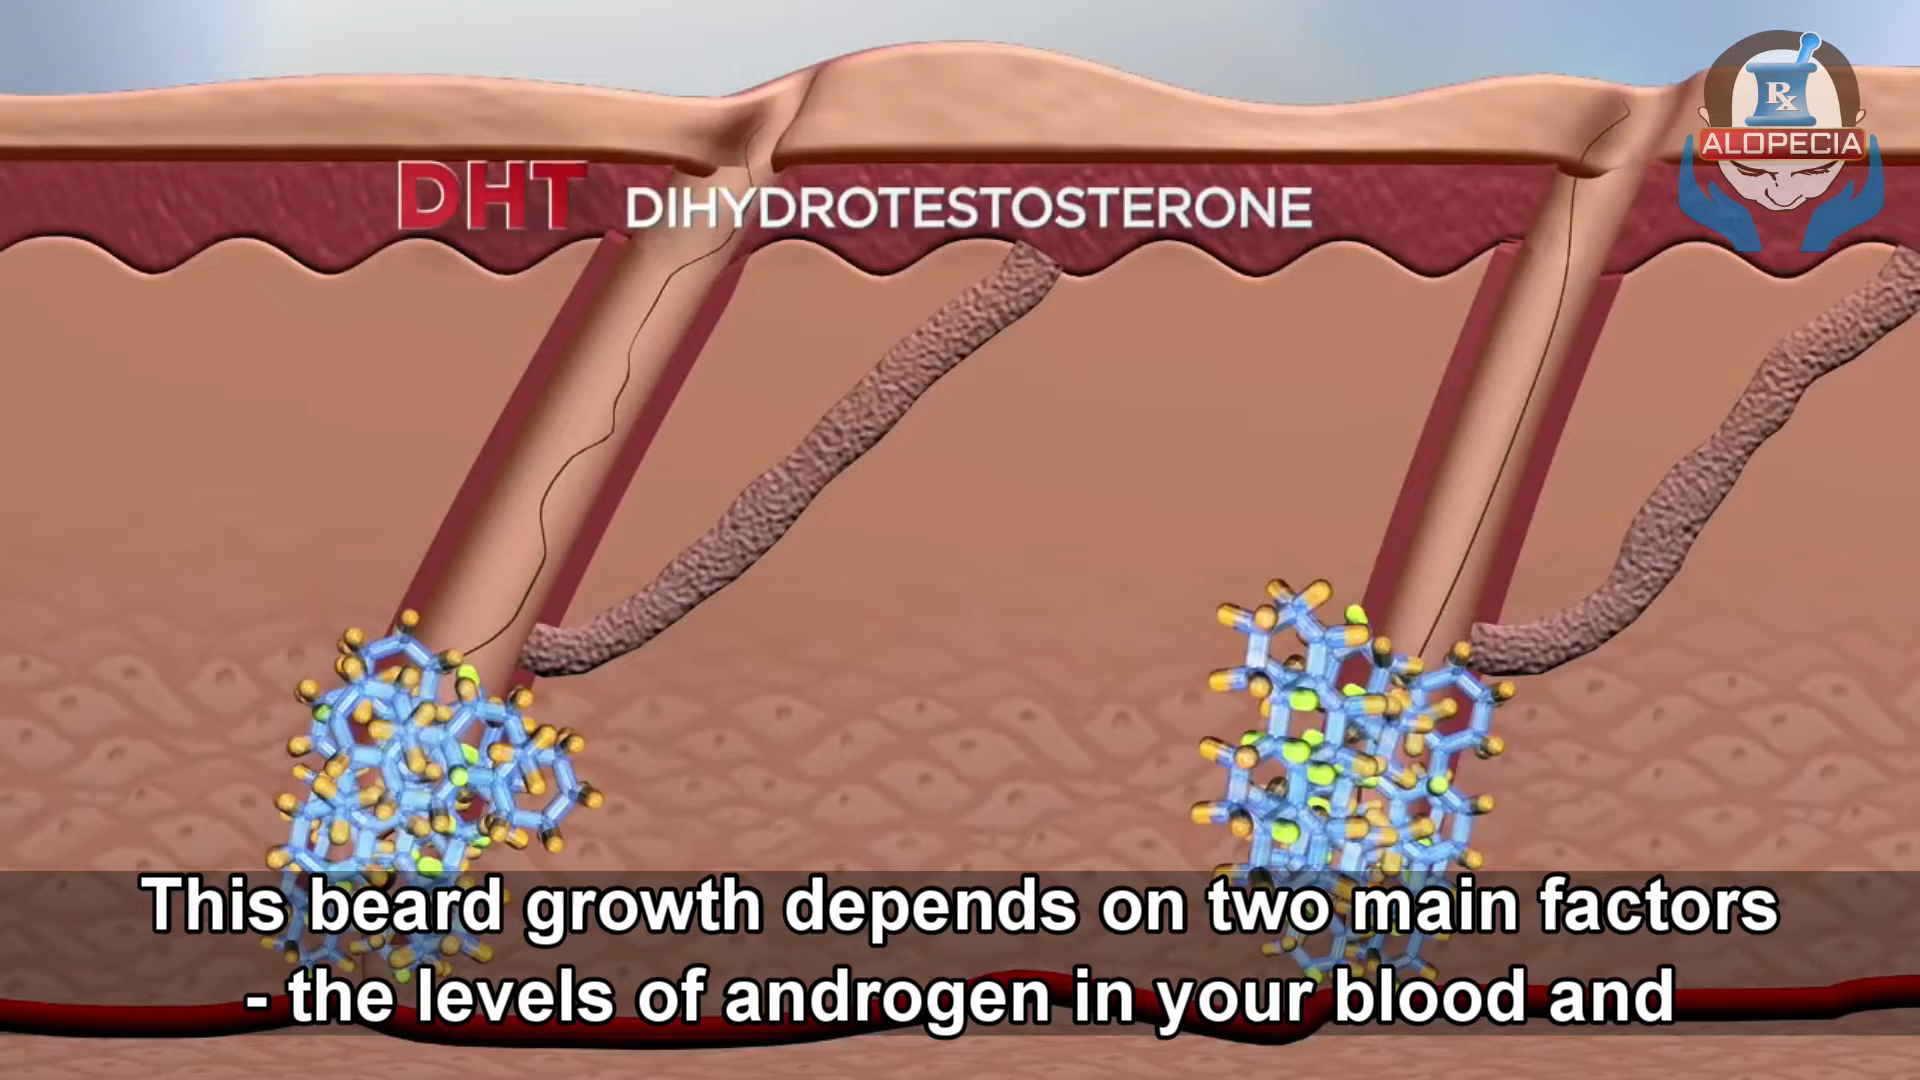 Rx
ALOPECIA
DHT DIHYDROTESTOSTERONE
This beard growth depends on two main factors
- the levels of androgen in your blood and